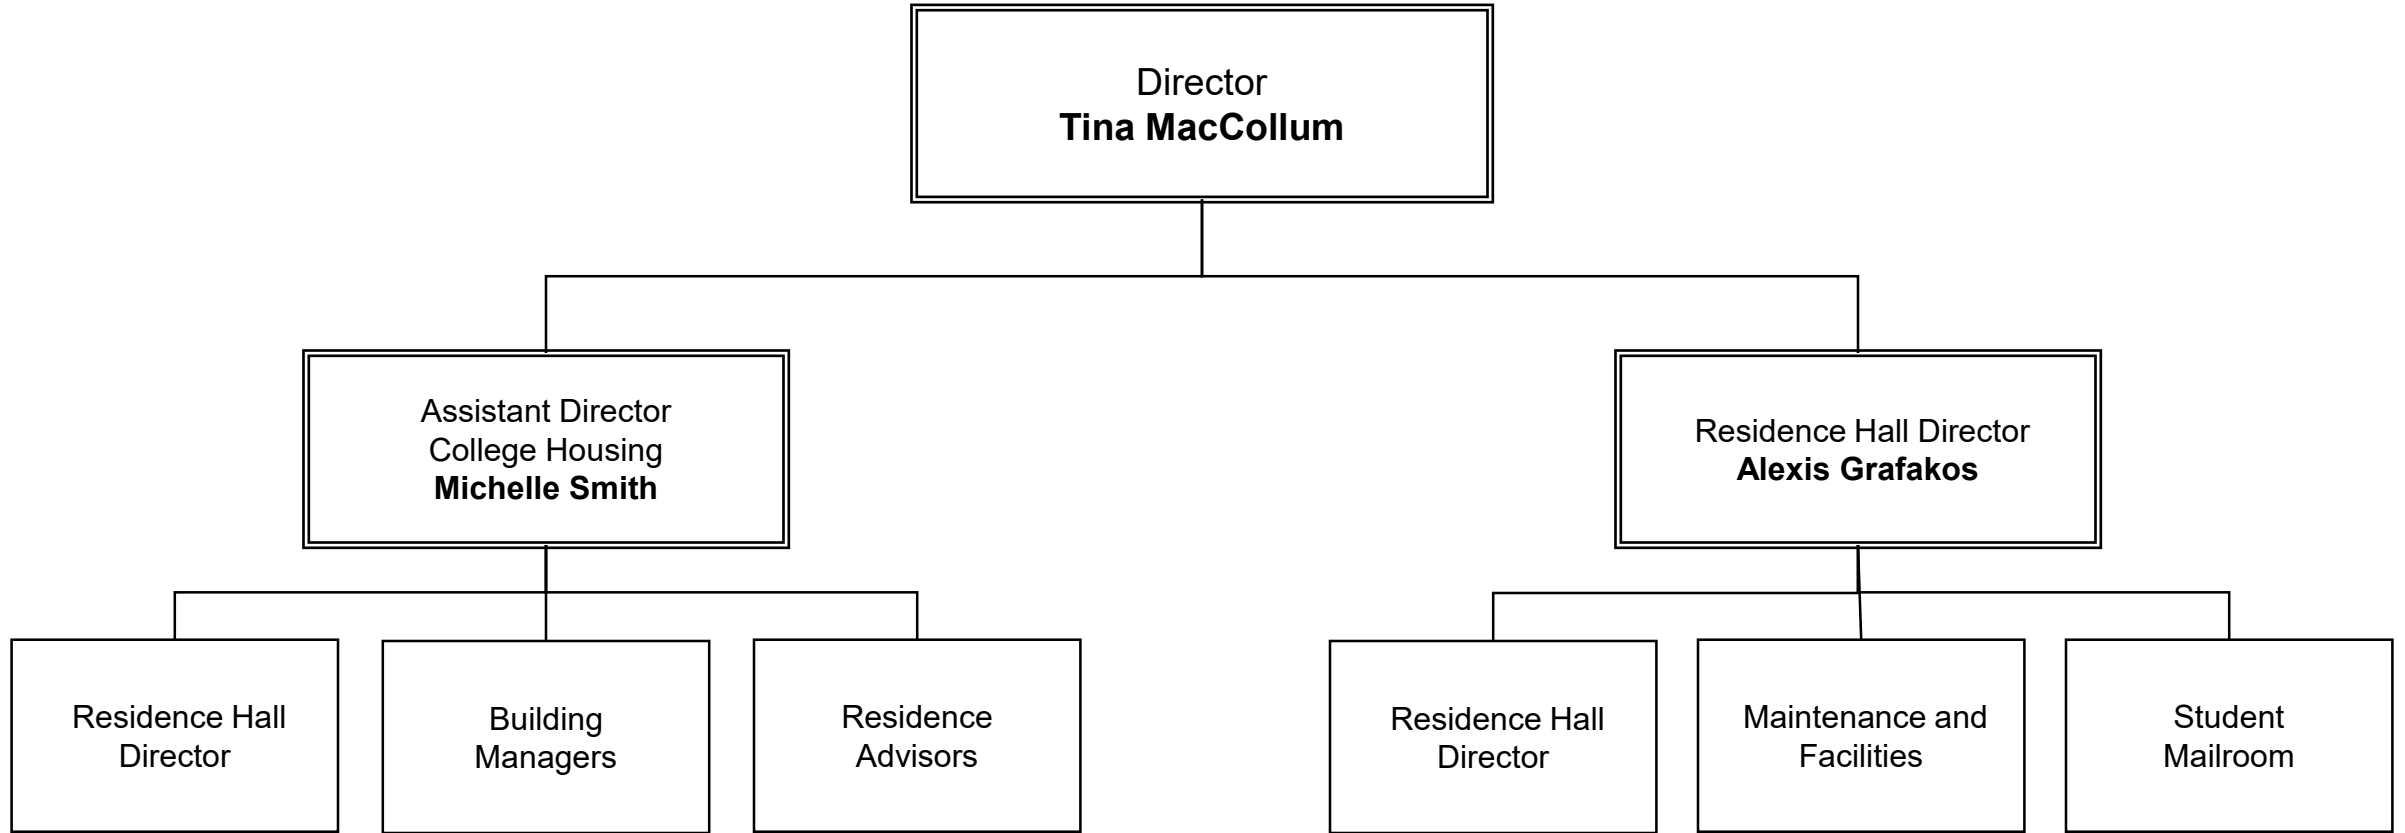 Director
Tina MacCollum
Assistant Director
College Housing
Michelle Smith
Residence Hall Director
Alexis Grafakos
Residence Hall
Director
Building
Managers
Residence
Advisors
Residence Hall
Director
Maintenance and
Facilities
Student
Mailroom